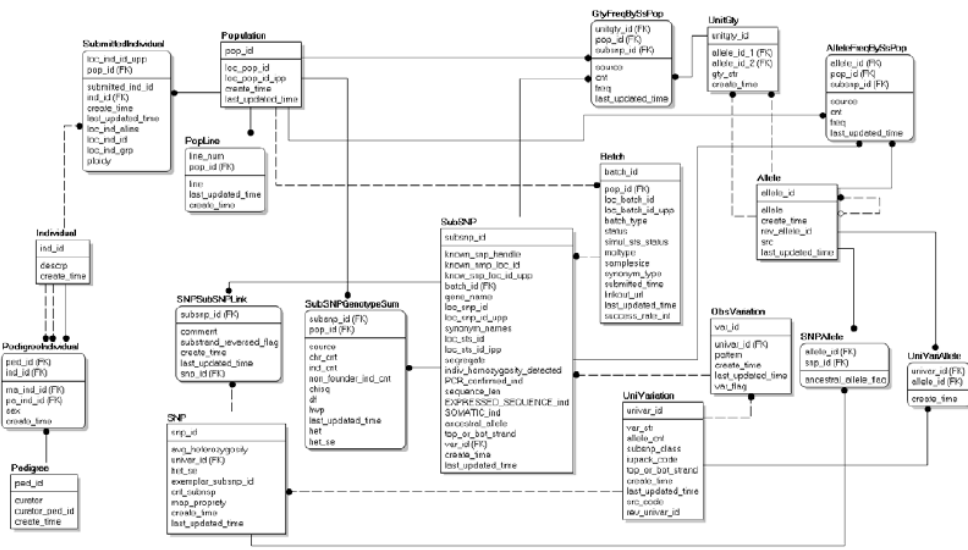 SubmittedIndividual
loc_ind_id_upp
pop_id (FK)
submitted_ind_id
ind_id (FK)
create_time
last_updated_time
loc_ind_alias
loc_ind_id
loc_ind_grp
ploidy
Population
pop_id
loc_pop_id
loc_pop_id_upp
create_time
last_updated_time
GtyFreqBySsPop
unitgty_id (FK)
pop_id (FK)
subsnp_id (FK)
source
cnt
freq
last_updated_time
UnitGty
unitgty_id
allele_id_1 (FK)
allele_id_2 (FK)
gty_str
create_time
AlleleFreqBySsPop
allele_id (FK)
pop_id (FK)
subsnp_id (FK)
source
cnt
freq
last_updated_time
PopLine
line_num
pop_id (FK)
line
last_updated_time
create_time
Batch
batch_id
pop_id (FK)
loc_batch_id
loc_batch_id_upp
batch_type
status
simul_sts_status
moltype
samplesize
synonym_type
submitted_time
linkout_url
last_updated_time
success_rate_int
Allele
allele_id
allele
create_time
rev_allele_id
src
last_updated_time
Individual
ind_id
descrp
create_time
SubSNP
subsnp_id
known_snp_handle
known_snp_loc_id
known_snp_loc_id_upp
batch_id (FK)
gene_name
loc_snp_id
loc_snp_id_upp
synonym_names
loc_sts_id
loc_sts_id_upp
segregate
indiv_homozygosity_detected
PCR_confirmed_ind
sequence_len
EXPRESSED_SEQUENCE_ind
SOMATIC_ind
ancestral_allele
top_or_bot_strand
var_id (FK)
create_time
last_updated_time
SNPSubSNPLink
subsnp_id (FK)
comment
substrand_reversed_flag
create_time
last_updated_time
snp_id (FK)
SubSNPGenotypeSum
subsnp_id (FK)
pop_id (FK)
source
chr_cnt
ind_cnt
non_founder_ind_cnt
chisq
df
hwp
last_updated_time
het
het_se
ObsVariation
var_id
univar_id (FK)
pattern
create_time
last_updated_time
var_flag
SNPAllele
allele_id (FK)
snp_id (FK)
ancestral_allele_flag
UniVarAllele
univar_id (FK)
allele_id (FK)
create_time
PedigreeIndividual
ped_id (FK)
ind_id (FK)
ma_ind_id (FK)
pa_ind_id (FK)
sex
create_time
SNP
snp_id
avg_heterozygosity
univar_id (FK)
het_se
exemplar_subsnp_id
cnt_subsnp
map_property
create_time
last_updated_time
UniVariation
univar_id
var_str
allele_cnt
subsnp_class
iupack_code
top_or_bot_strand
create_time
last_updated_time
src_code
rev_univar_id
Pedigree
ped_id
curator
curator_ped_id
create_time